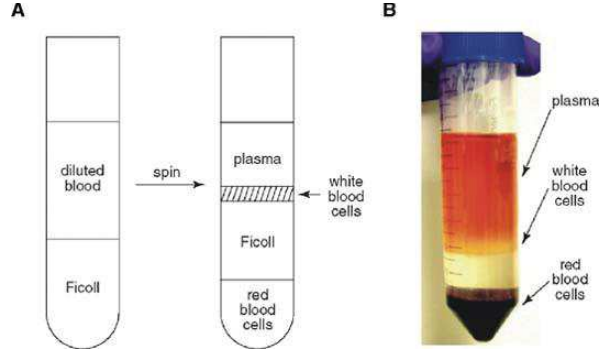 A
diluted
blood
Ficoll
spin
plasma
white
blood
cells
Ficoll
red
blood
cells
B
plasma
white
blood
cells
red
blood
cells